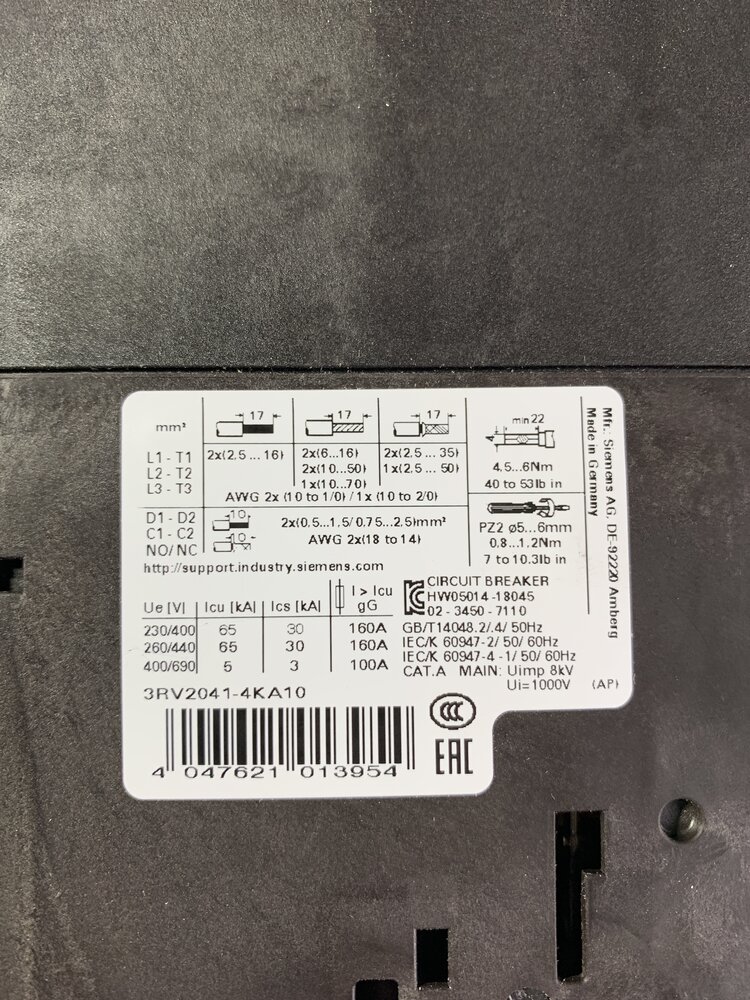 mm²
17
17
17
min 22
4
L1 - T1
L2 - T2
L3 - T3
2x(2.5 ... 16)
2x(6...16)
2x(10...50)
1x(10...70)
2x(2.5 ... 35)
1x(2.5 ... 50)
AWG 2x (10 to 1/0) / 1x (10 to 2/0)
4.5...6Nm
40 to 53lb in
D1 - D2
C1 - C2
NO/ NC
10
10
2x(0,5...1,5/ 0.75 ...2.5)mm²
AWG 2x(18 to 14)
PZ2 ø5...6mm
0.8...1.2Nm
7 to 10.3lb in
Mfr. Siemens AG, DE-92220 Amberg
Made in Germany
http://support.industry.siemens.com
Ue [V] Icu [kA] Ics [kA] I > Icu
gG
230/400 65 30 160A
260/440 65 30 160A
400/690 5 3 100A
CIRCUIT BREAKER
HW05014-18045
02 - 3450 - 7110
GB/T14048.2/.4/ 50Hz
IEC/K 60947-2/ 50/ 60Hz
IEC/K 60947-4 -1/ 50/ 60Hz
CAT.A MAIN: Uimp 8kV
Ui=1000V (AP)
3RV2041-4KA10
CCC
EAC
4 047621 013954